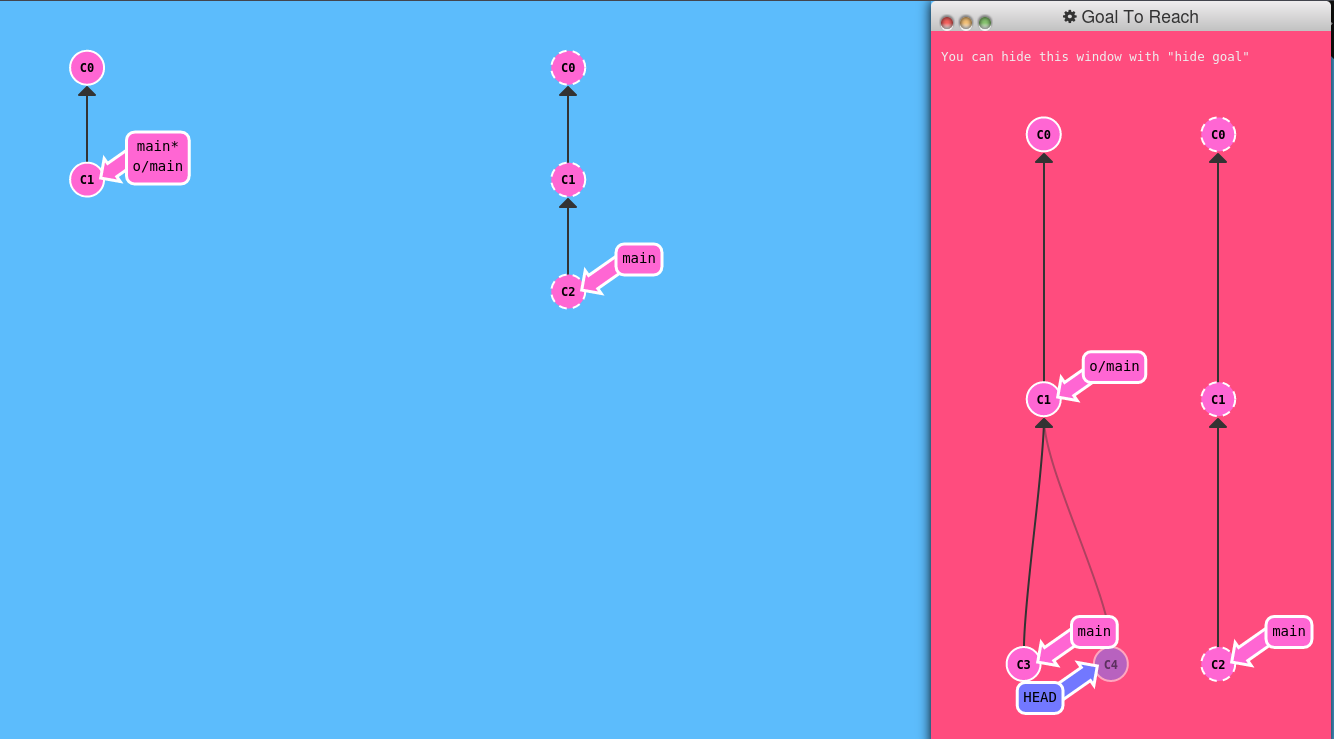 C0
main*
o/main
C1
C0
C1
main
C2
Goal To Reach
You can hide this window with "hide goal"
C0
C0
o/main
C1
C1
main
main
C3
C4
C2
HEAD